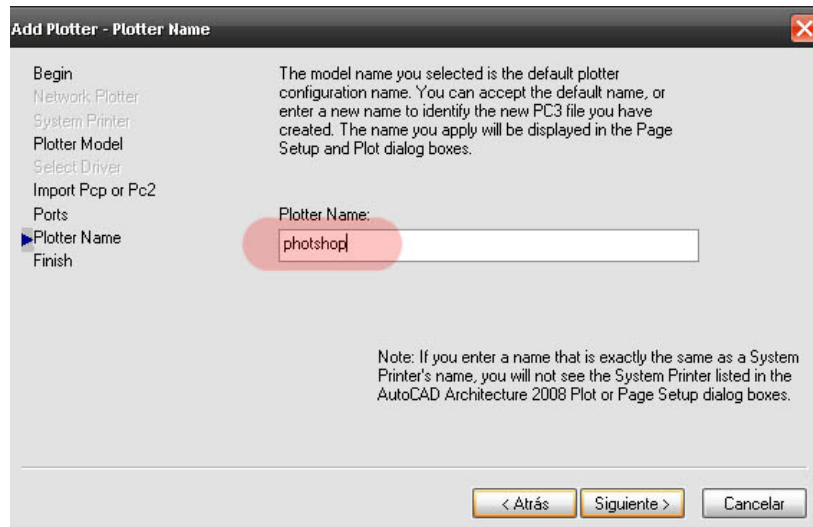 Add Plotter - Plotter Name
Begin
Network Plotter
System Printer
Plotter Model
Select Driver
Import Pcp or Pc2
Ports
Plotter Name
Finish
The model name you selected is the default plotter
configuration name. You can accept the default name, or
enter a new name to identify the new PC3 file you have
created. The name you apply will be displayed in the Page
Setup and Plot dialog boxes.
Plotter Name:
photshop
Note: If you enter a name that is exactly the same as a System
Printer's name, you will not see the System Printer listed in the
AutoCAD Architecture 2008 Plot or Page Setup dialog boxes.
< Atrás
Siguiente >
Cancelar